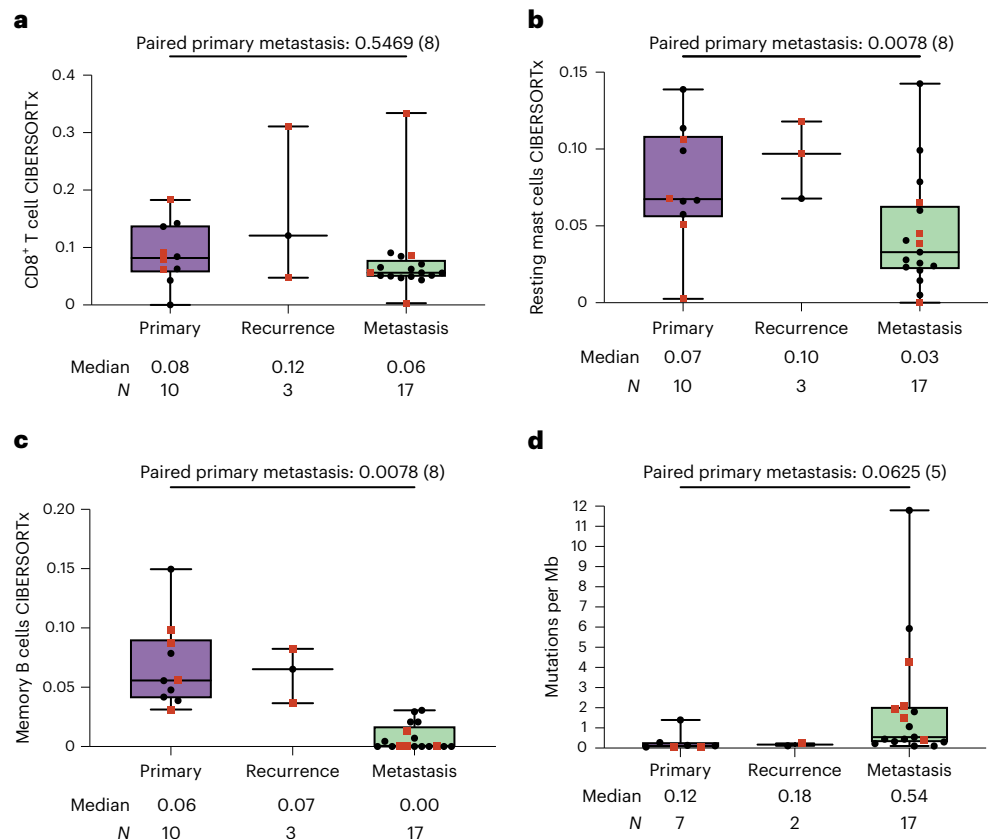 a
Paired primary metastasis: 0.5469 (8)
CD8+ T cell CIBERSORTx
0.4
0.3
0.2
0.1
0
Primary Recurrence Metastasis
Median 0.08 0.12 0.06
N 10 3 17
b
Paired primary metastasis: 0.0078 (8)
Resting mast cells CIBERSORTx
0.15
0.10
0.05
0
Primary Recurrence Metastasis
Median 0.07 0.10 0.03
N 10 3 17
c
Paired primary metastasis: 0.0078 (8)
Memory B cells CIBERSORTx
0.20
0.15
0.10
0.05
0
Primary Recurrence Metastasis
Median 0.06 0.07 0.00
N 10 3 17
d
Paired primary metastasis: 0.0625 (5)
Mutations per Mb
12
11
10
9
8
7
6
5
4
3
2
1
0
Primary Recurrence Metastasis
Median 0.12 0.18 0.54
N 7 2 17